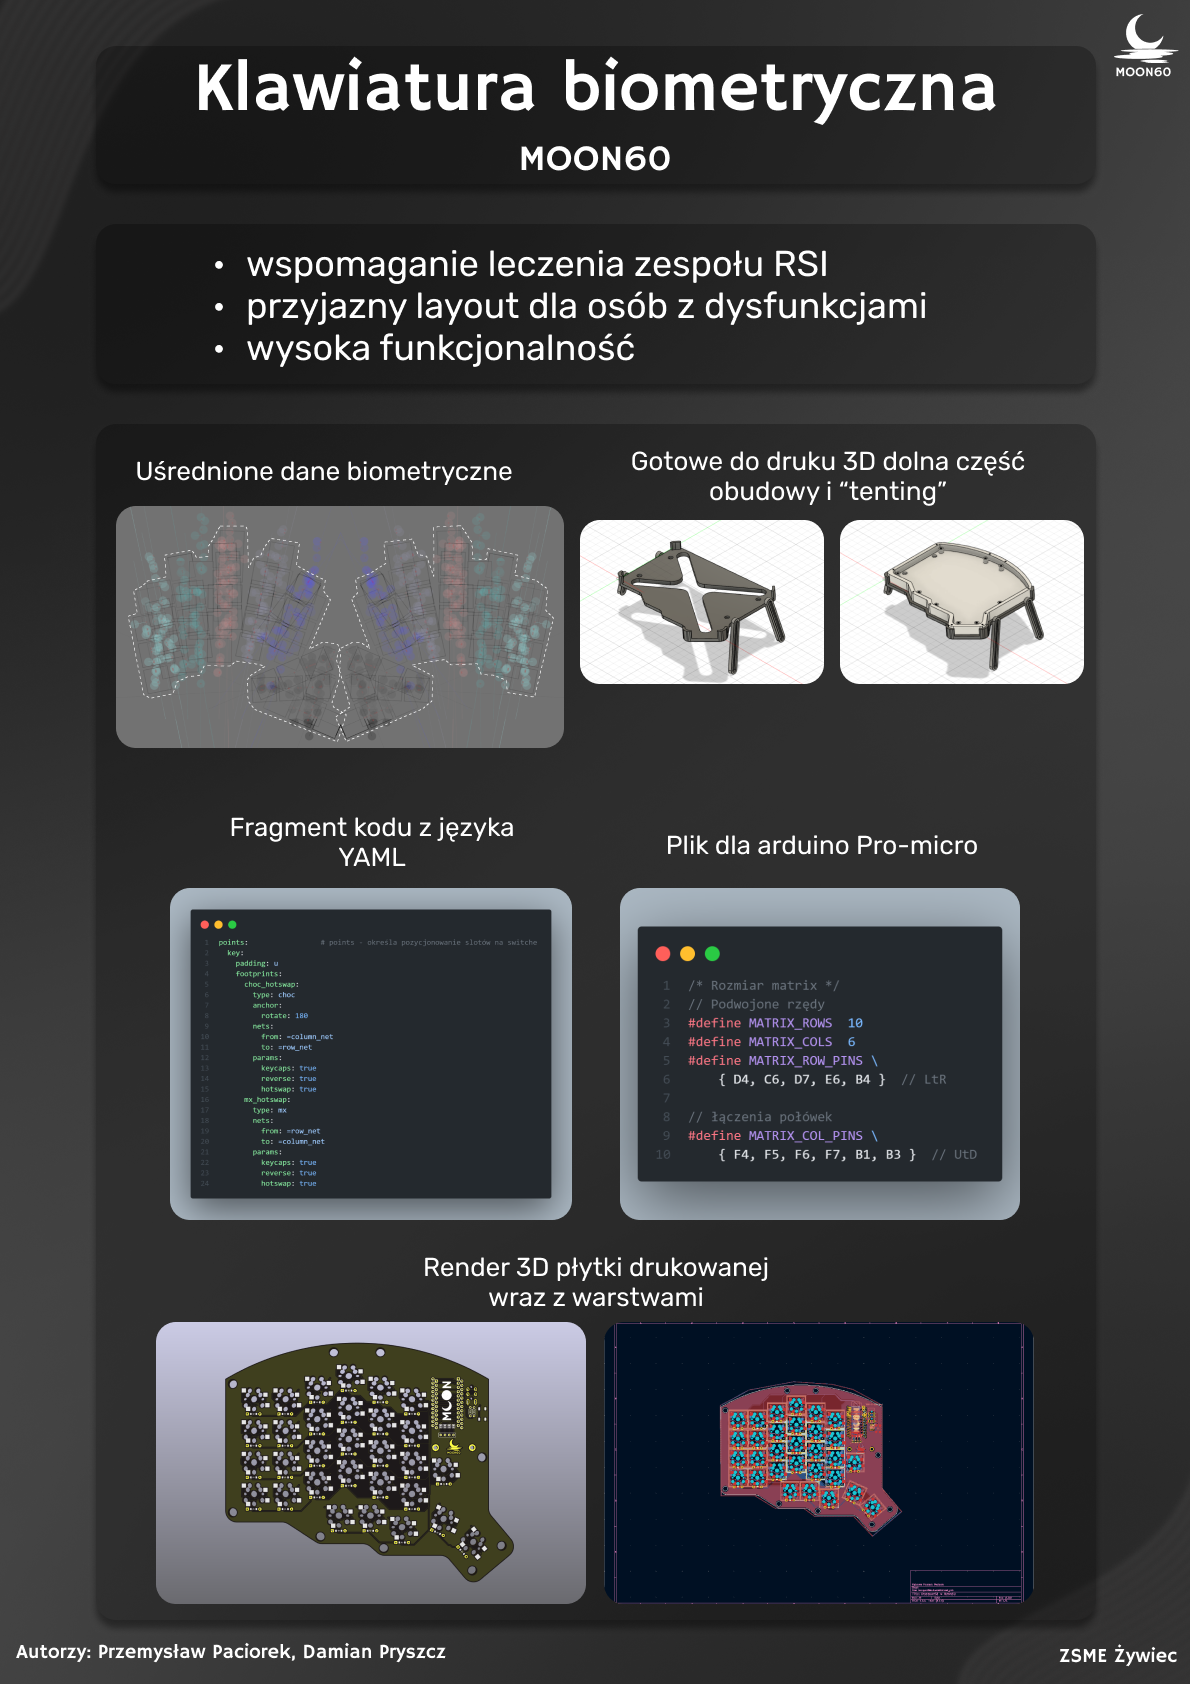 MOON60
Klawiatura biometryczna
MOON60
• wspomaganie leczenia zespołu RSI
• przyjazny layout dla osób z dysfunkcjami
• wysoka funkcjonalność
Uśrednione dane biometryczne
Gotowe do druku 3D dolna część
obudowy i “tenting”
Fragment kodu z języka
YAML
1 points: # points - określa pozycjonowanie slotów na switche
2 key:
3 padding: u
4 footprints:
5 choc_hotswap:
6 type: choc
7 anchor:
8 rotate: 180
9 nets:
10 from: =column_net
11 to: =row_net
12 params:
13 keycaps: true
14 reverse: true
15 hotswap: true
16 mx_hotswap:
17 type: mx
18 nets:
19 from: =row_net
20 to: =column_net
21 params:
22 keycaps: true
23 reverse: true
24 hotswap: true
Plik dla arduino Pro-micro
1 /* Rozmiar matrix */
2 // Podwojone rzędy
3 #define MATRIX_ROWS 10
4 #define MATRIX_COLS 6
5 #define MATRIX_ROW_PINS \
6 { D4, C6, D7, E6, B4 } // LtR
7
8 // łączenia połówek
9 #define MATRIX_COL_PINS \
10 { F4, F5, F6, F7, B1, B3 } // UtD
Render 3D płytki drukowanej
wraz z warstwami
MOON
Autorzy: Przemysław Paciorek, Damian Pryszcz
ZSME Żywiec